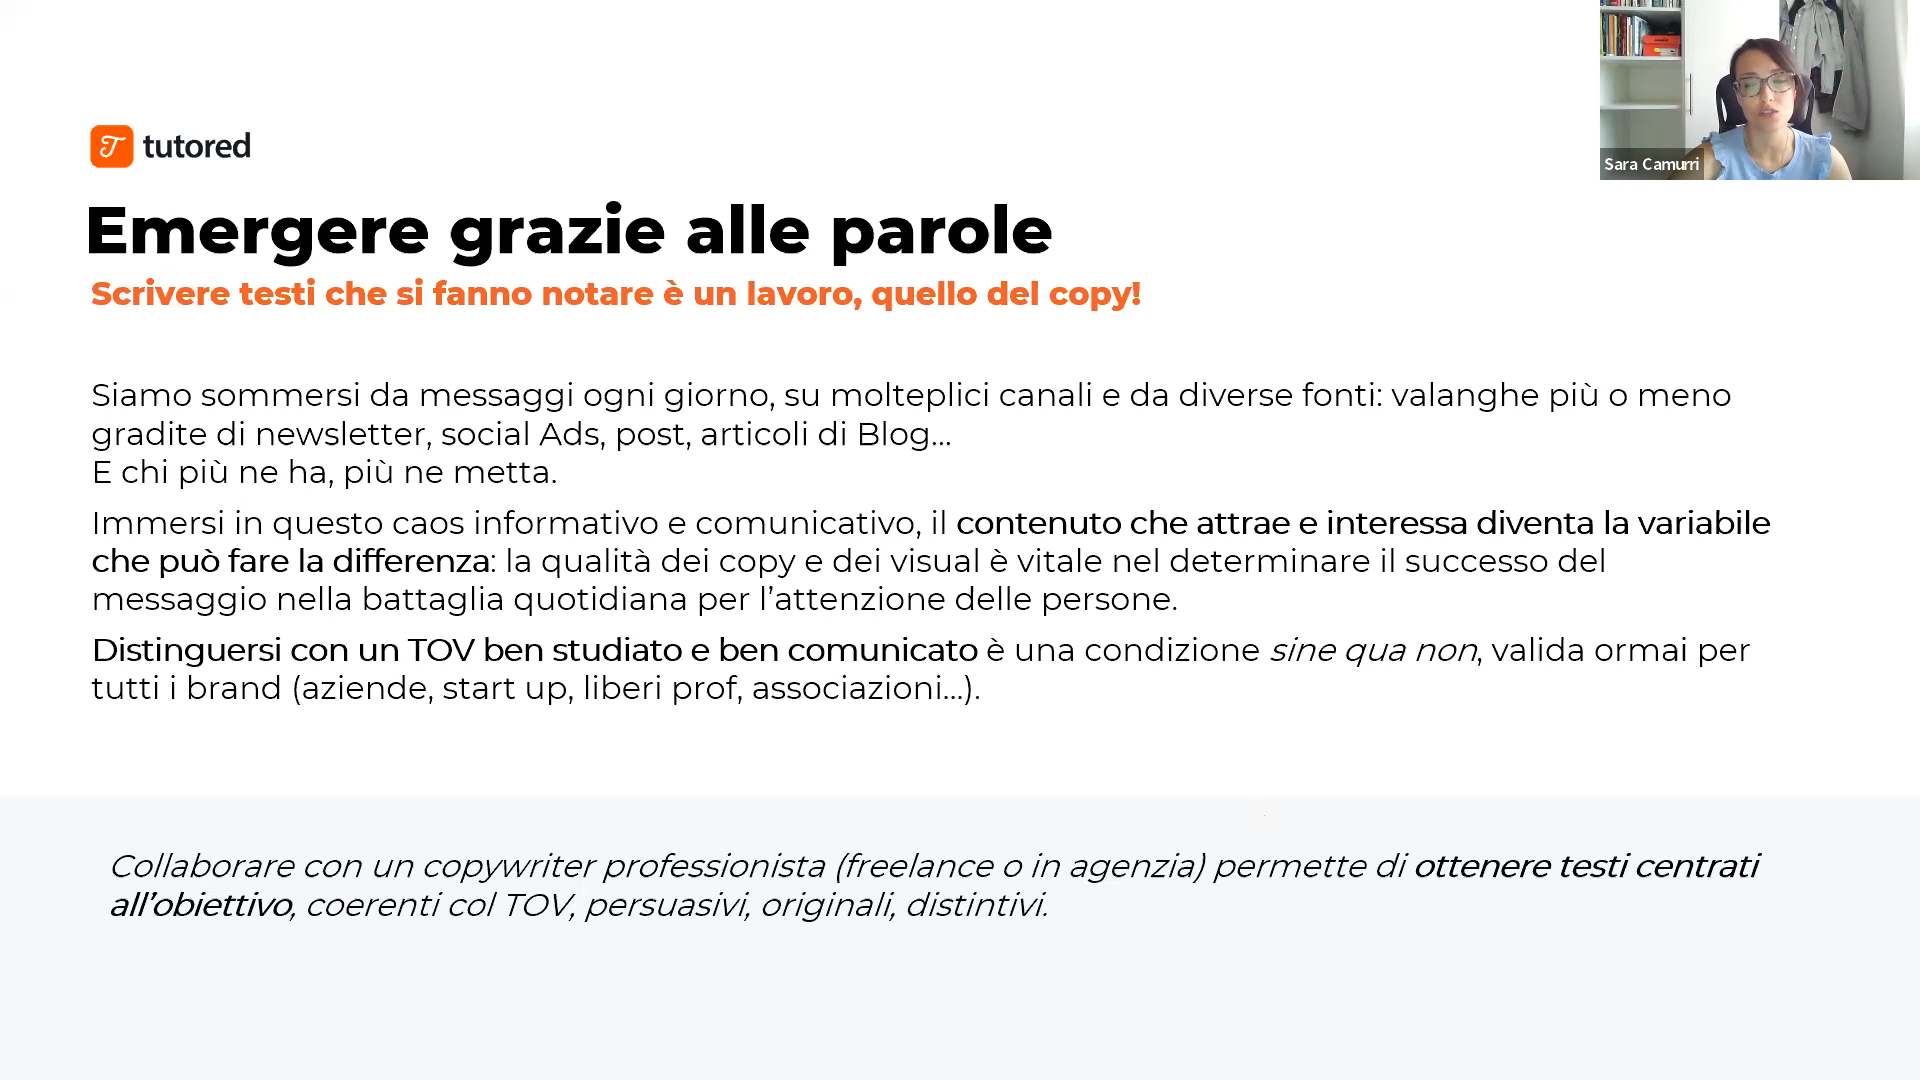 tutored
Sara Camurri
Emergere grazie alle parole
Scrivere testi che si fanno notare è un lavoro, quello del copy!
Siamo sommersi da messaggi ogni giorno, su molteplici canali e da diverse fonti: valanghe più o meno
gradite di newsletter, social Ads, post, articoli di Blog...
E chi più ne ha, più ne metta.
Immersi in questo caos informativo e comunicativo, il contenuto che attrae e interessa diventa la variabile
che può fare la differenza: la qualità dei copy e dei visual è vitale nel determinare il successo del
messaggio nella battaglia quotidiana per l’attenzione delle persone.
Distinguersi con un TOV ben studiato e ben comunicato è una condizione sine qua non, valida ormai per
tutti i brand (aziende, start up, liberi prof, associazioni...).
Collaborare con un copywriter professionista (freelance o in agenzia) permette di ottenere testi centrati
all’obiettivo, coerenti col TOV, persuasivi, originali, distintivi.